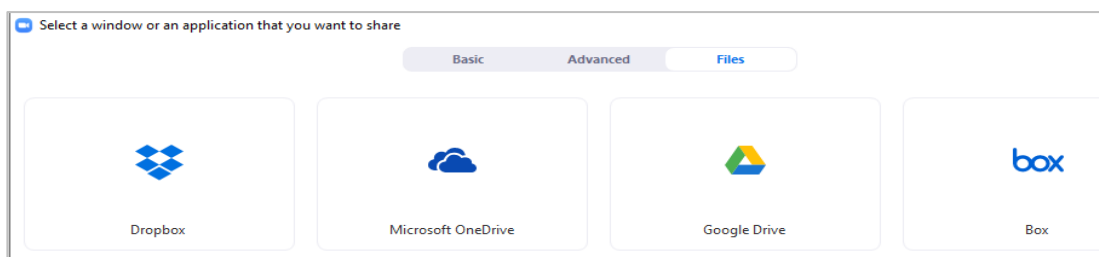 Select a window or an application that you want to share
Basic Advanced Files
box
Dropbox Microsoft OneDrive Google Drive Box